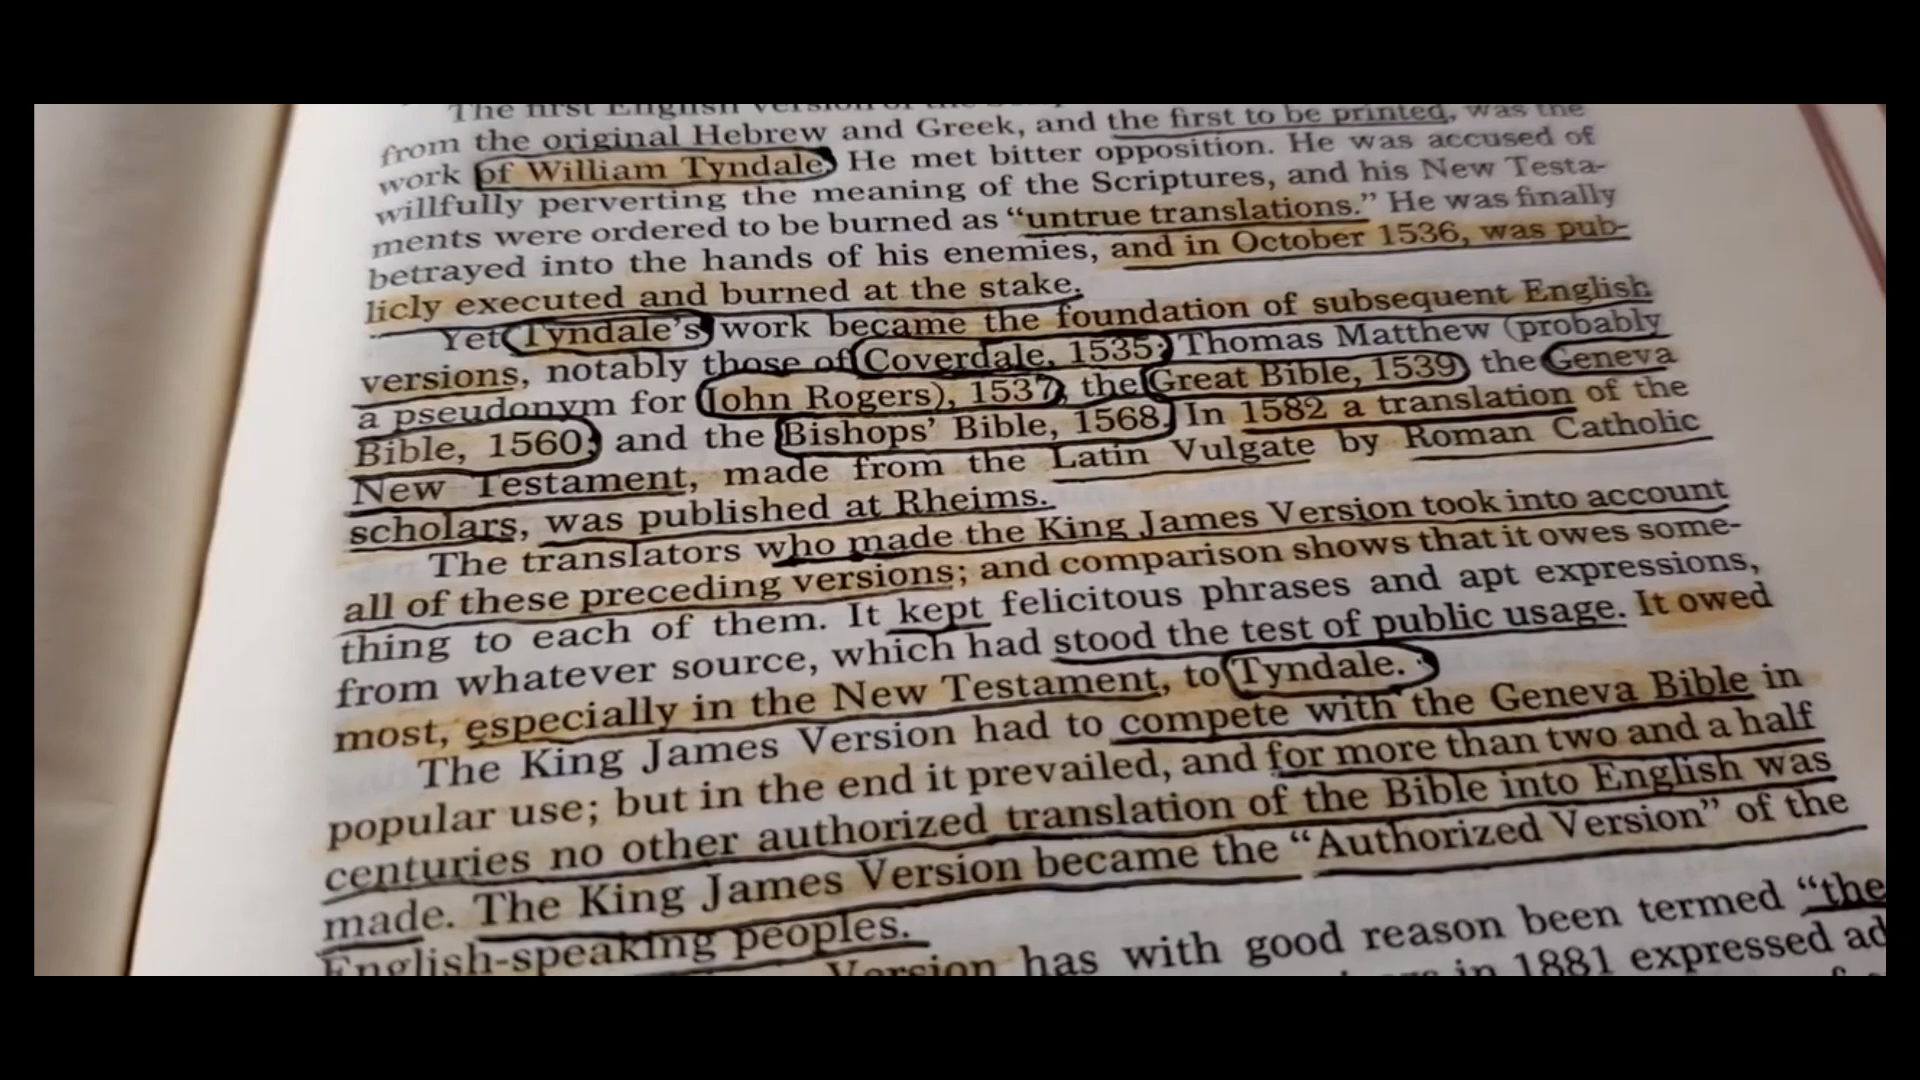 The first English version of the
from the original Hebrew and Greek, and the first to be printed, was the
work of William Tyndale. He met bitter opposition. He was accused of
willfully perverting the meaning of the Scriptures, and his New Testa-
ments were ordered to be burned as “untrue translations.” He was finally
betrayed into the hands of his enemies, and in October 1536, was pub-
licly executed and burned at the stake.
Yet Tyndale’s work became the foundation of subsequent English
versions, notably those of Coverdale, 1535; Thomas Matthew (probably
a pseudonym for John Rogers), 1537; the Great Bible, 1539; the Geneva
Bible, 1560; and the Bishops’ Bible, 1568. In 1582 a translation of the
New Testament, made from the Latin Vulgate by Roman Catholic
scholars, was published at Rheims.
The translators who made the King James Version took into account
all of these preceding versions; and comparison shows that it owes some-
thing to each of them. It kept felicitous phrases and apt expressions,
from whatever source, which had stood the test of public usage. It owed
most, especially in the New Testament, to Tyndale.
The King James Version had to compete with the Geneva Bible in
popular use; but in the end it prevailed, and for more than two and a half
centuries no other authorized translation of the Bible into English was
made. The King James Version became the “Authorized Version” of the
English-speaking peoples.
Version has with good reason been termed “the
in 1881 expressed ad